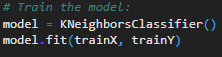 # Train the model:
model = KNeighborsClassifier()
model.fit(trainX, trainY)